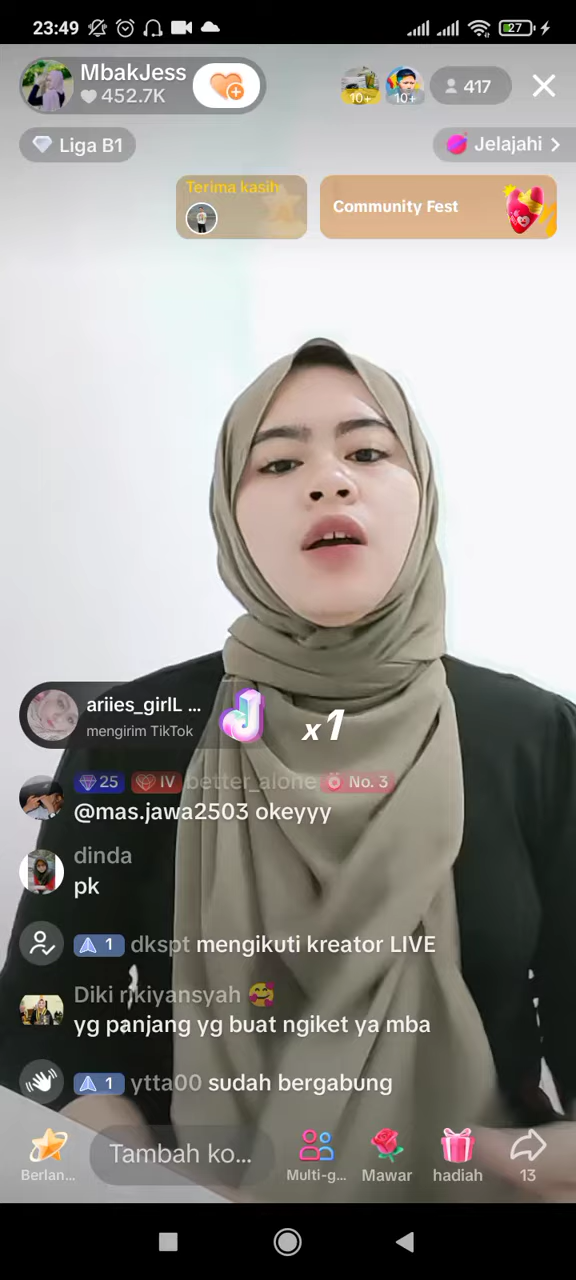 23:49
27
MbakJess
452.7K
10+
10+
417
Liga B1
Jelajahi
Terima kasih
Community Fest
ariies_girlL ...
mengirim TikTok
x1
25 IV better_alone No. 3
@mas.jawa2503 okeyyy
dinda
pk
1 dkspt mengikuti kreator LIVE
Diki rjkiyansyah 🥰
yg panjang yg buat ngiket ya mba
1 ytta00 sudah bergabung
Berlan...
Tambah ko...
Multi-g...
Mawar
hadiah
13